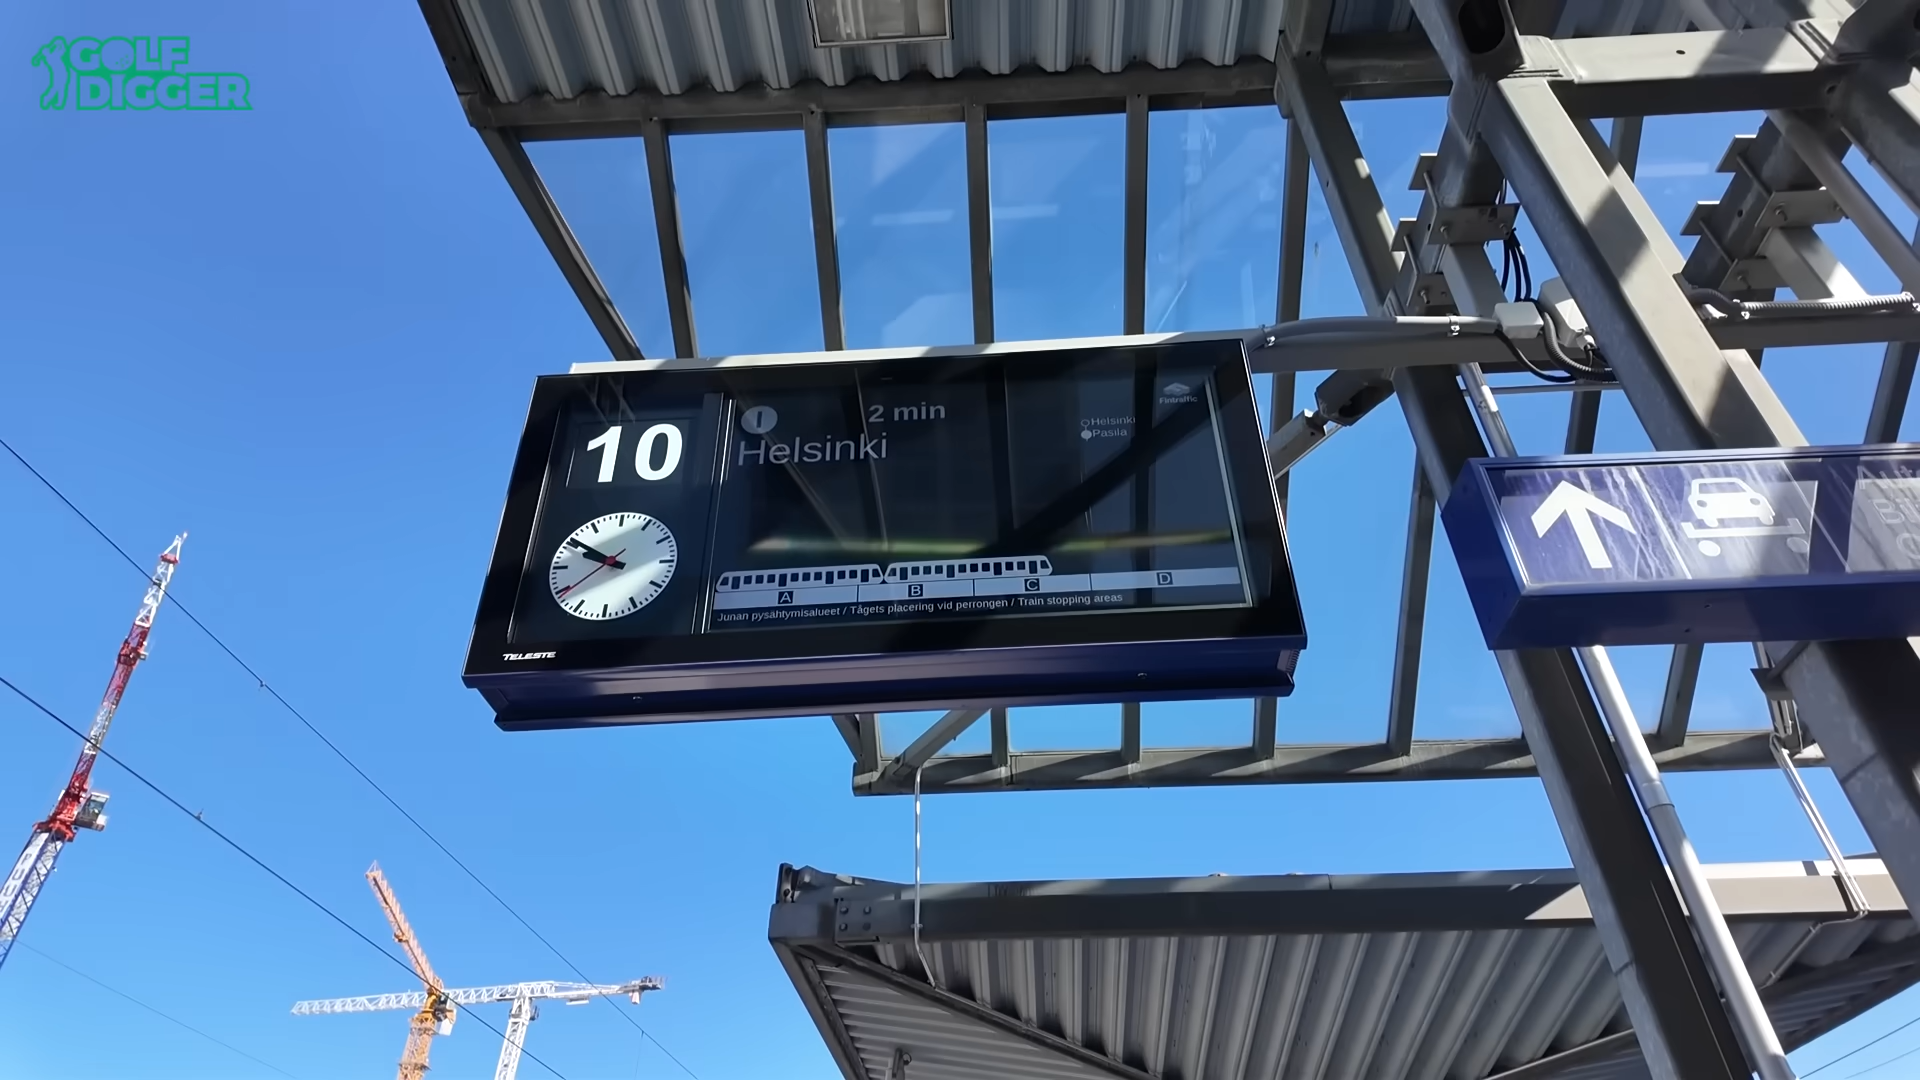 GOLF
DIGGER
10
I
2 min
Helsinki
Helsinki
Pasila
Fintraffic
A B C D
Junan pysähtymisalueet / Tågets placering vid perrongen / Train stopping areas
TELESTE